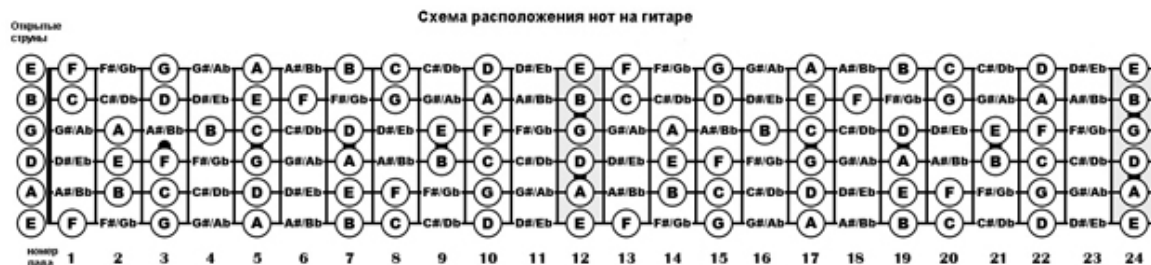 Схема расположения нот на гитаре
Открытые
струны
E F F#/Gb G G#/Ab A A#/Bb B C C#/Db D D#/Eb E F F#/Gb G G#/Ab A A#/Bb B C C#/Db D D#/Eb E
B C C#/Db D D#/Eb E F F#/Gb G G#/Ab A A#/Bb B C C#/Db D D#/Eb E F F#/Gb G G#/Ab A A#/Bb B
G G#/Ab A A#/Bb B C C#/Db D D#/Eb E F F#/Gb G G#/Ab A A#/Bb B C C#/Db D D#/Eb E F F#/Gb G
D D#/Eb E F F#/Gb G G#/Ab A A#/Bb B C C#/Db D D#/Eb E F F#/Gb G G#/Ab A A#/Bb B C C#/Db D
A A#/Bb B C C#/Db D D#/Eb E F F#/Gb G G#/Ab A A#/Bb B C C#/Db D D#/Eb E F F#/Gb G G#/Ab A
E F F#/Gb G G#/Ab A A#/Bb B C C#/Db D D#/Eb E F F#/Gb G G#/Ab A A#/Bb B C C#/Db D D#/Eb E
номер
лада 1 2 3 4 5 6 7 8 9 10 11 12 13 14 15 16 17 18 19 20 21 22 23 24